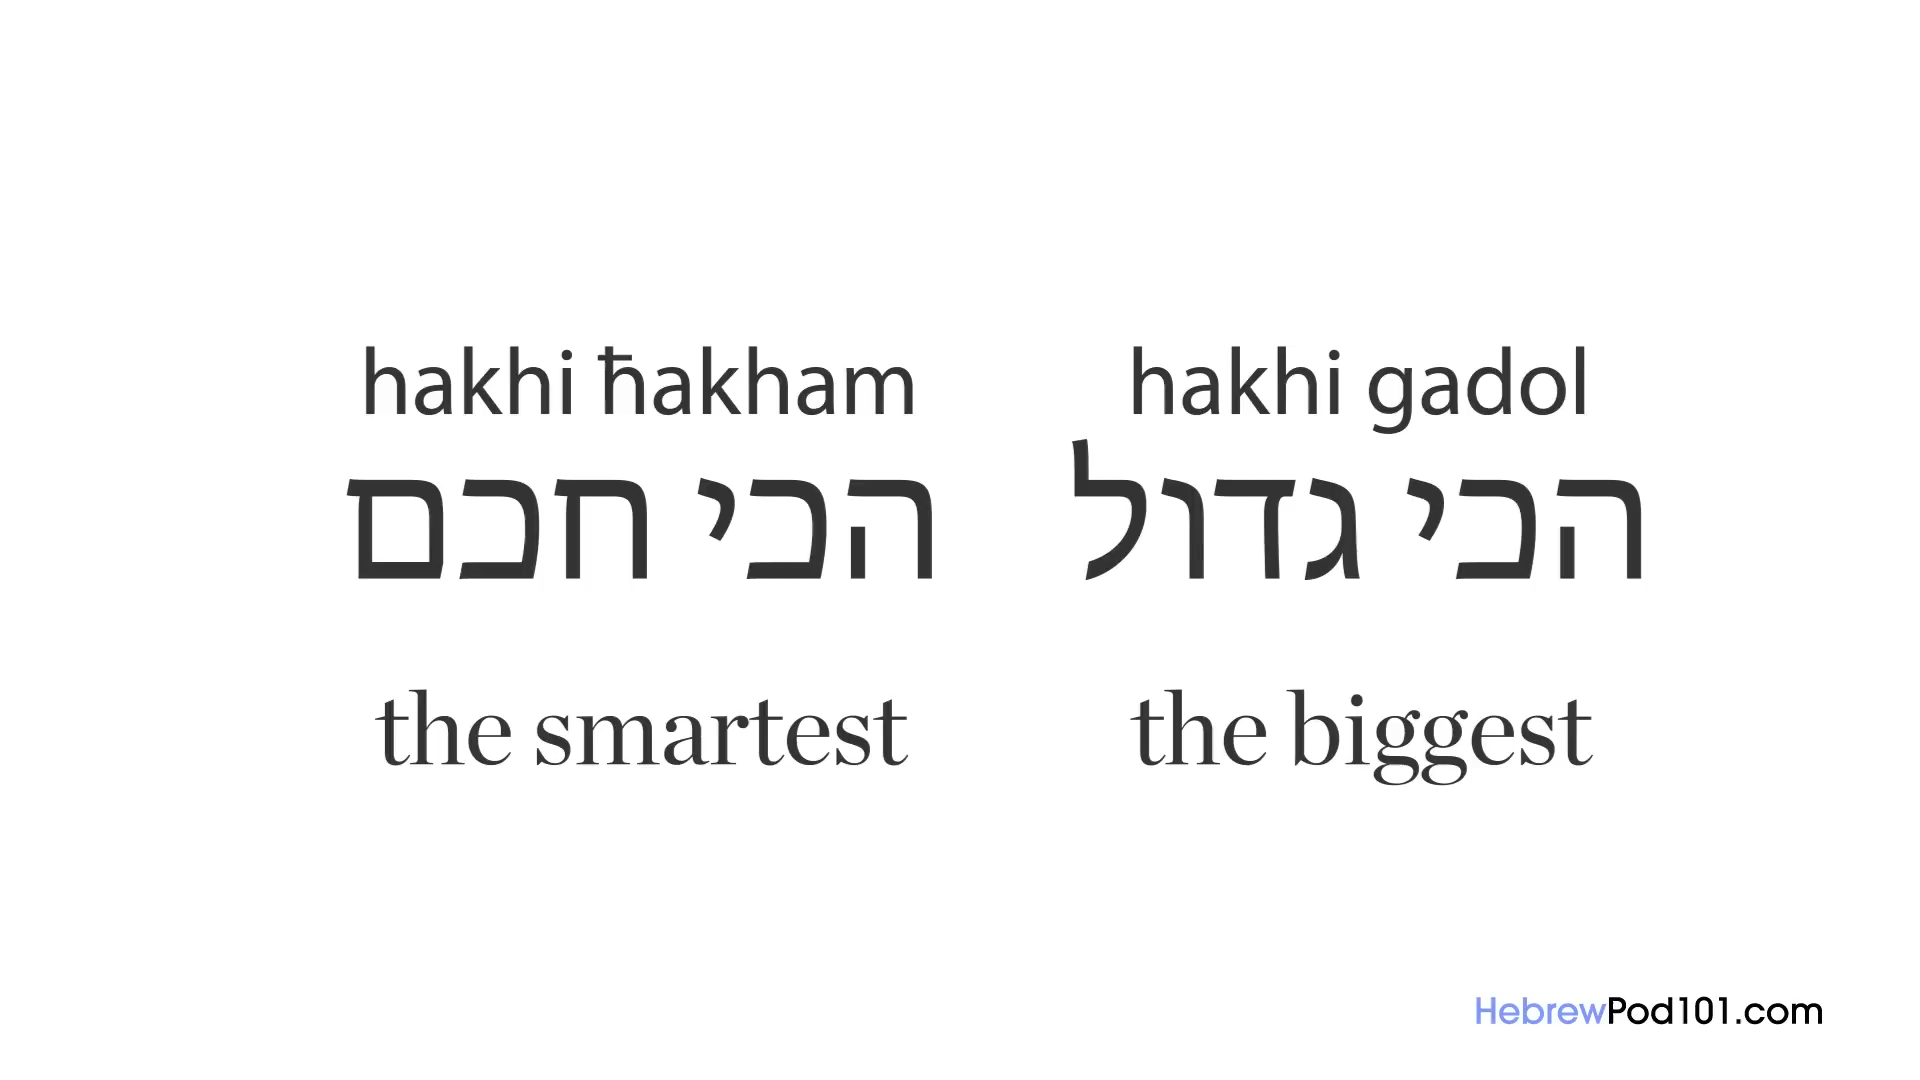 hakhi ħakham
הכי חכם
the smartest
hakhi gadol
הכי גדול
the biggest
HebrewPod101.com